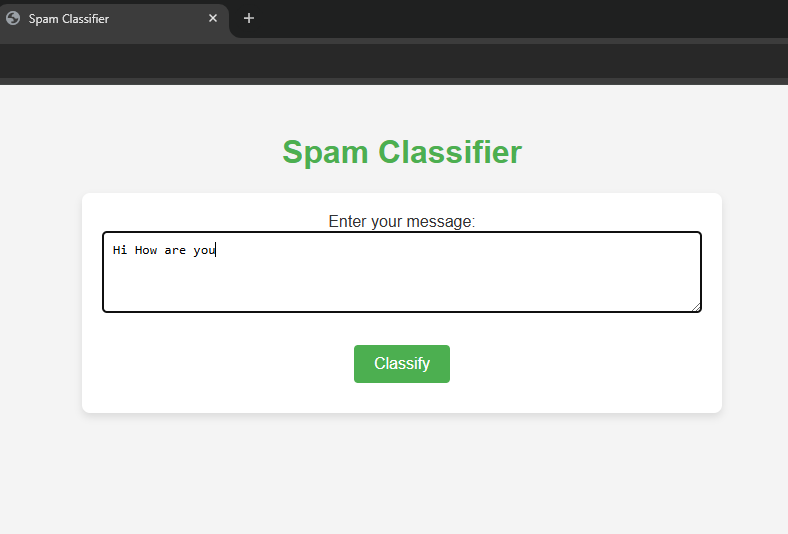 Spam Classifier
Spam Classifier
Enter your message:
Hi How are you
Classify